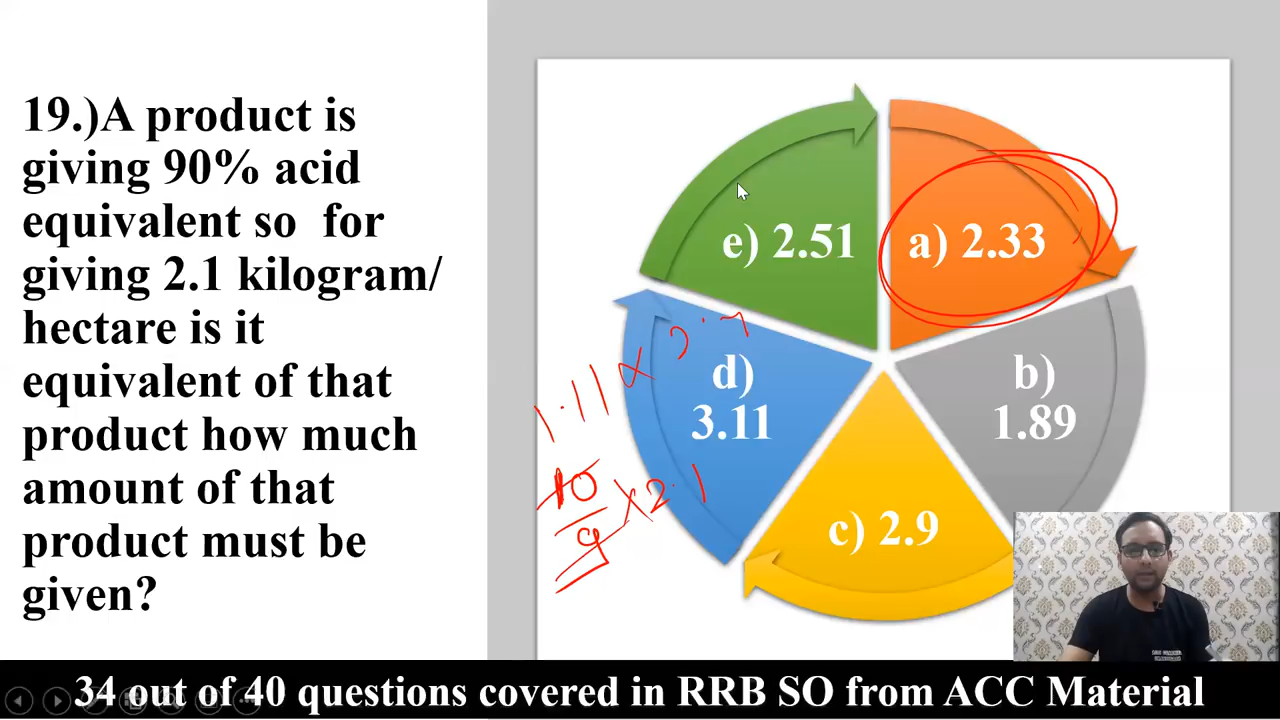 19.)A product is
giving 90% acid
equivalent so for
giving 2.1 kilogram/
hectare is it
equivalent of that
product how much
amount of that
product must be
given?
e) 2.51
a) 2.33
d)
3.11
b)
1.89
c) 2.9
1.11 x
10
9
x 2.1
34 out of 40 questions covered in RRB SO from ACC Material